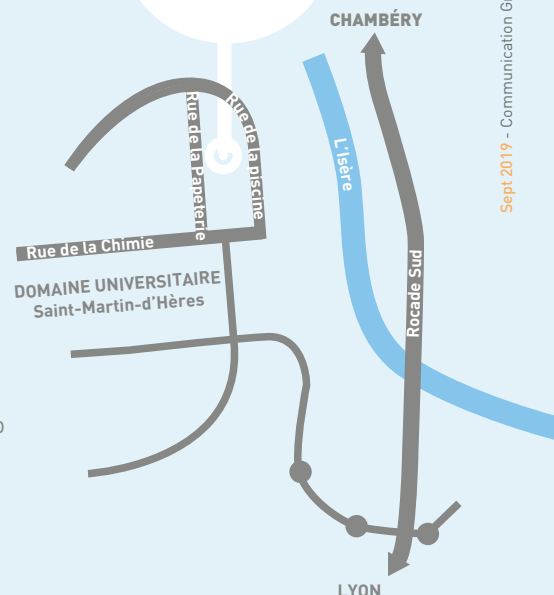 CHAMBÉRY
Sept 2019 - Communication
Rue de la Papeterie
Rue de la piscine
L'Isère
Rue de la Chimie
Rocade Sud
DOMAINE UNIVERSITAIRE
Saint-Martin-d'Hères
LYON